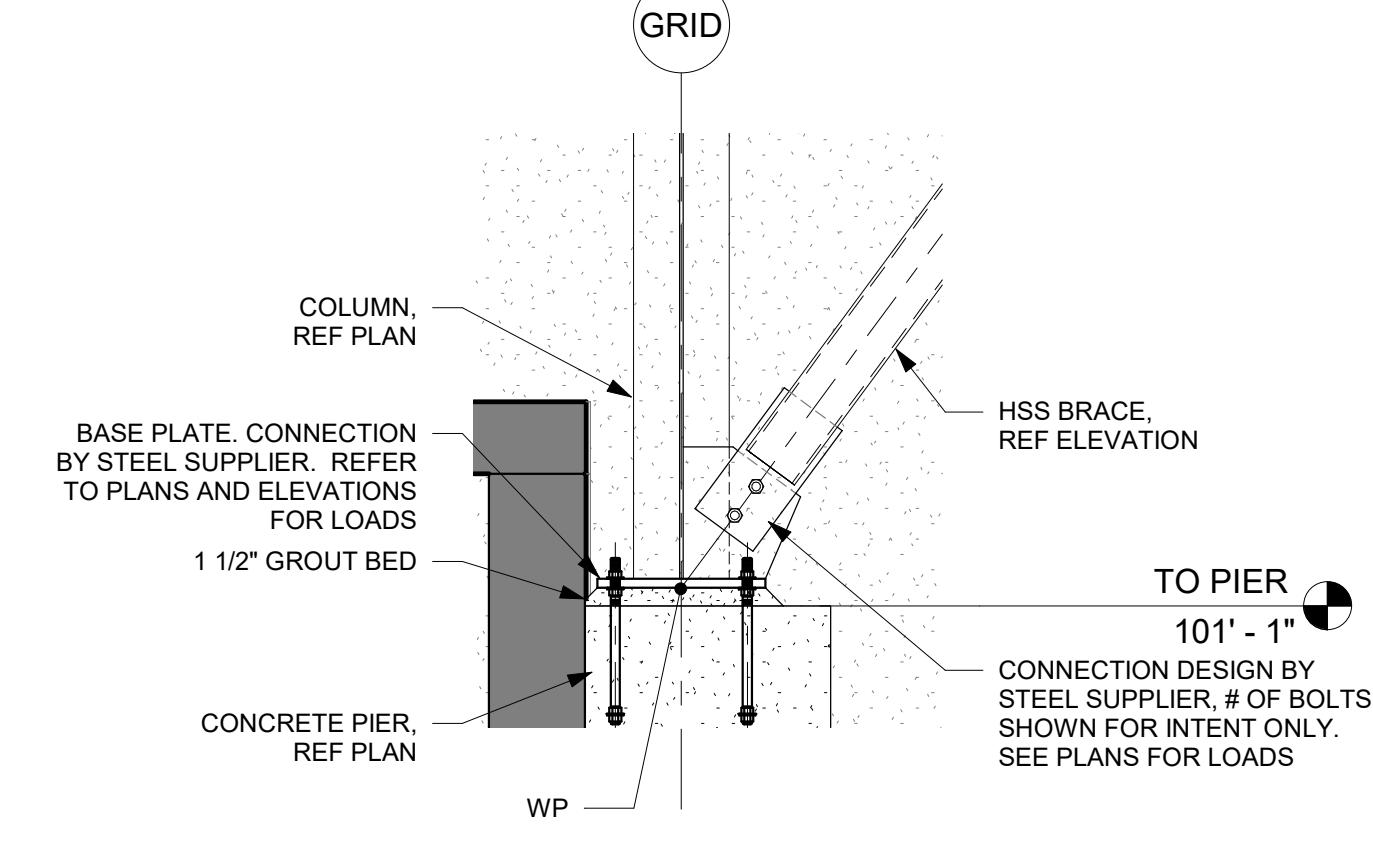 GRID
COLUMN,
REF PLAN
BASE PLATE. CONNECTION
BY STEEL SUPPLIER.  REFER
TO PLANS AND ELEVATIONS
FOR LOADS
1 1/2" GROUT BED
CONCRETE PIER,
REF PLAN
WP
HSS BRACE,
REF ELEVATION
TO PIER
101' - 1"
CONNECTION DESIGN BY
STEEL SUPPLIER, # OF BOLTS
SHOWN FOR INTENT ONLY.
SEE PLANS FOR LOADS